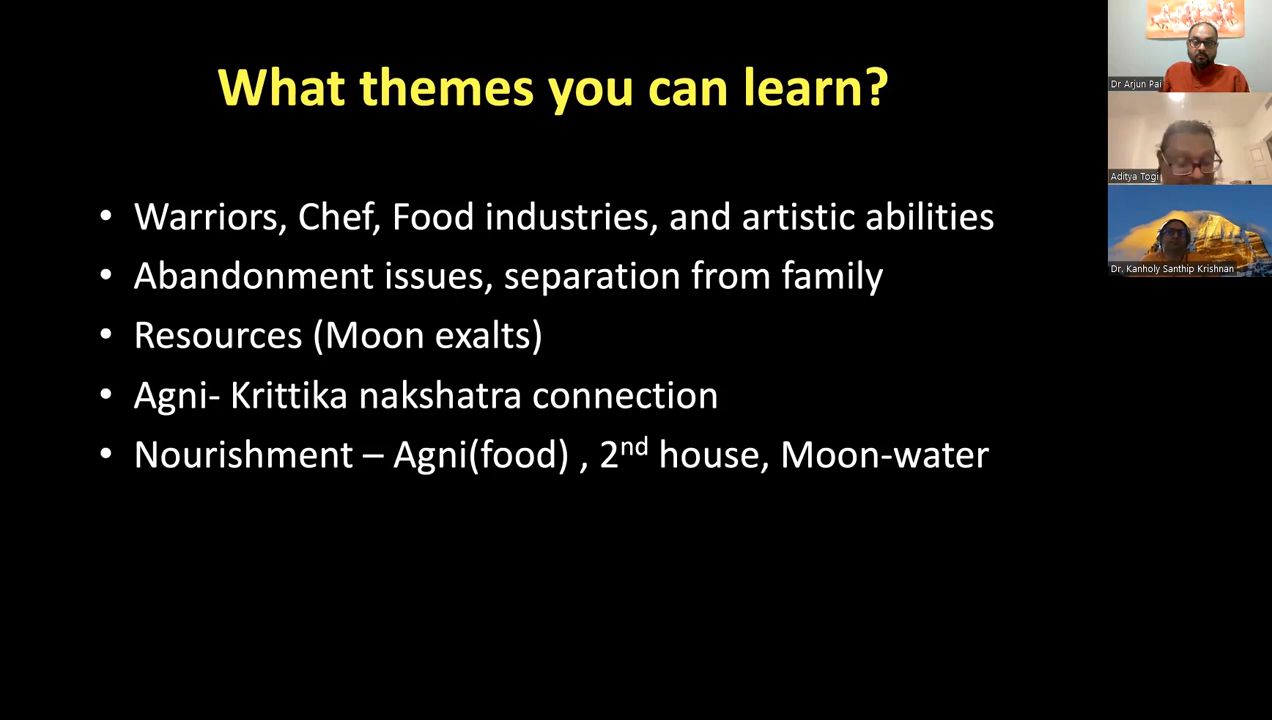 What themes you can learn?
• Warriors, Chef, Food industries, and artistic abilities
• Abandonment issues, separation from family
• Resources (Moon exalts)
• Agni- Krittika nakshatra connection
• Nourishment – Agni(food) , 2nd house, Moon-water
Dr Arjun Pai
Aditya Togi
Dr. Kanholy Santhip Krishnan